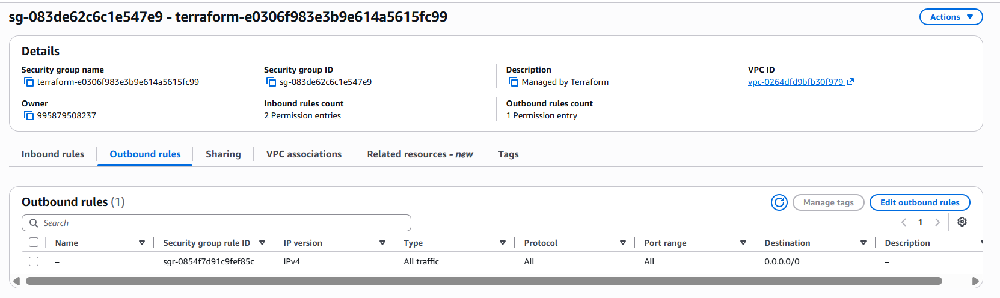 sg-083de62c6c1e547e9 - terraform-e0306f983e3b9e614a5615fc99
Actions
Details
Security group name
terraform-e0306f983e3b9e614a5615fc99
Security group ID
sg-083de62c6c1e547e9
Description
Managed by Terraform
VPC ID
vpc-0264dfd9bfb30f979
Owner
995879508237
Inbound rules count
2 Permission entries
Outbound rules count
1 Permission entry
Inbound rules
Outbound rules
Sharing
VPC associations
Related resources - new
Tags
Outbound rules (1)
Manage tags
Edit outbound rules
Search
1
Name
Security group rule ID
IP version
Type
Protocol
Port range
Destination
Description
–
sgr-0854f7d91c9fef85c
IPv4
All traffic
All
All
0.0.0.0/0
–